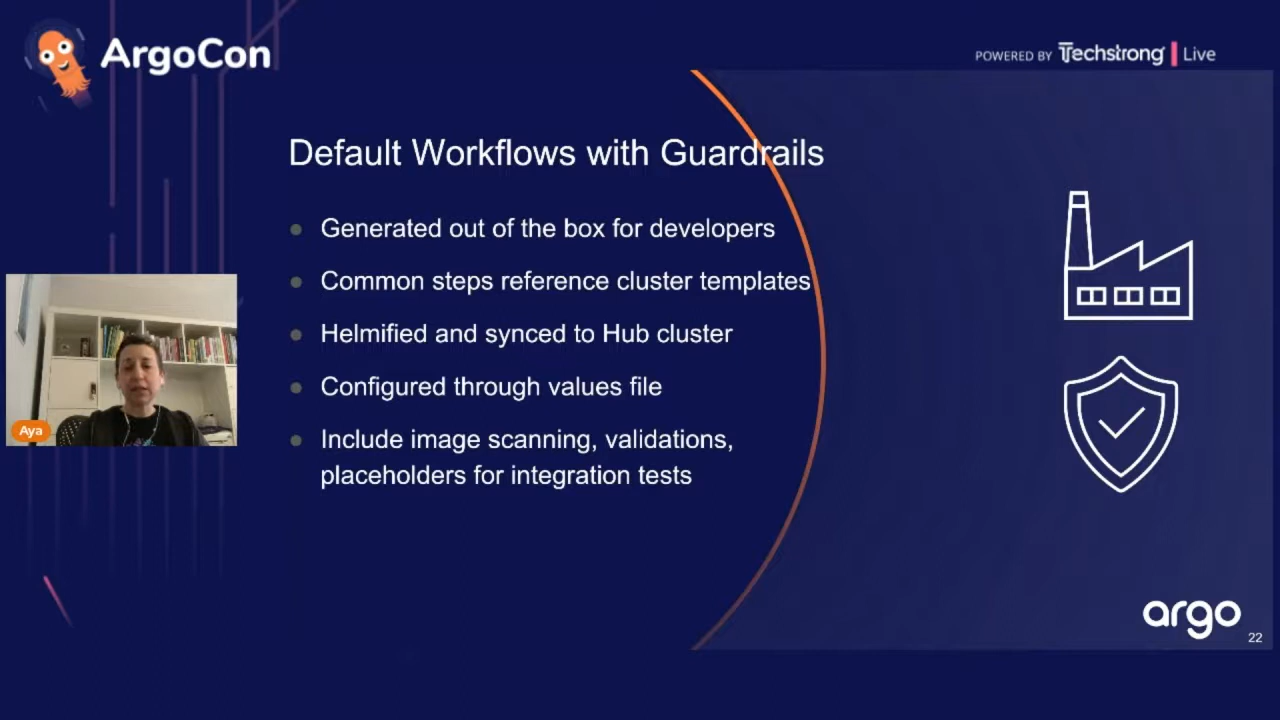 ArgoCon
POWERED BY Techstrong | Live
Default Workflows with Guardrails
Generated out of the box for developers
Common steps reference cluster templates
Helmified and synced to Hub cluster
Configured through values file
Include image scanning, validations,
placeholders for integration tests
Aya
argo
22